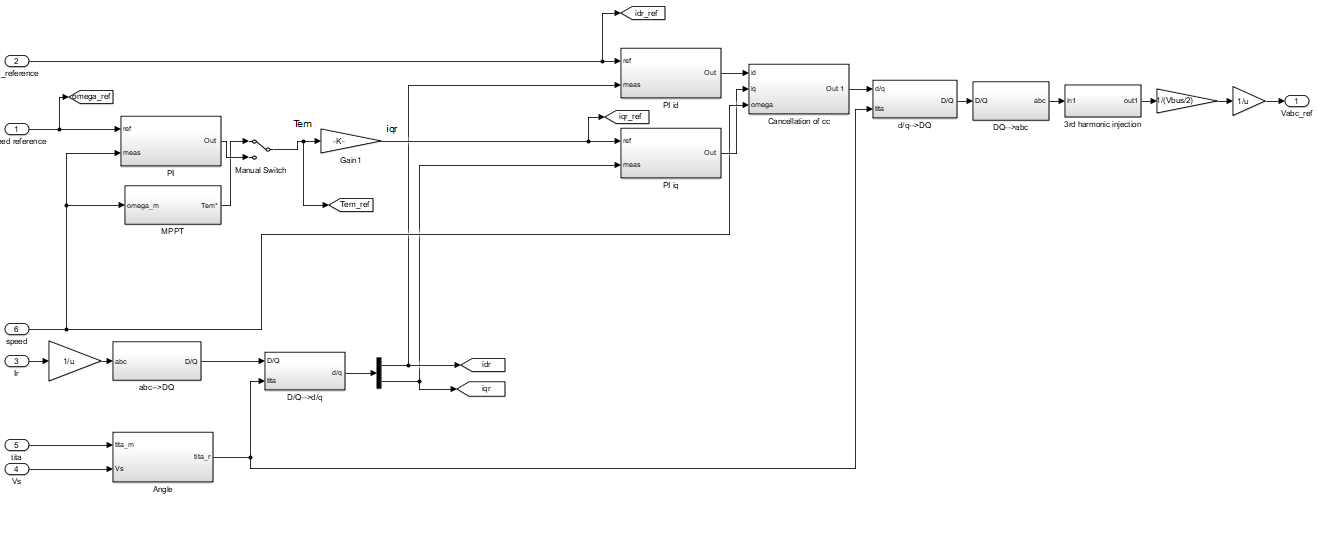 idr_ref
2
_reference
ref
meas
Out
PI id
omega_ref
1
eed reference
ref
meas
Out
PI
Manual Switch
Tem
-K-
Gain1
iqr
iqr_ref
ref
meas
Out
PI iq
id
iq
omega
Out 1
Cancellation of cc
d/q
tita
D/Q
d/q-->DQ
D/Q
abc
DQ-->abc
in1
out1
3rd harmonic injection
1/(Vbus/2)
1/u
1
Vabc_ref
omega_m
Tem*
MPPT
Tem_ref
6
speed
3
Ir
1/u
abc
D/Q
abc-->DQ
D/Q
tita
d/q
D/Q-->d/q
idr
iqr
5
tita
4
Vs
tita_m
Vs
tita_r
Angle